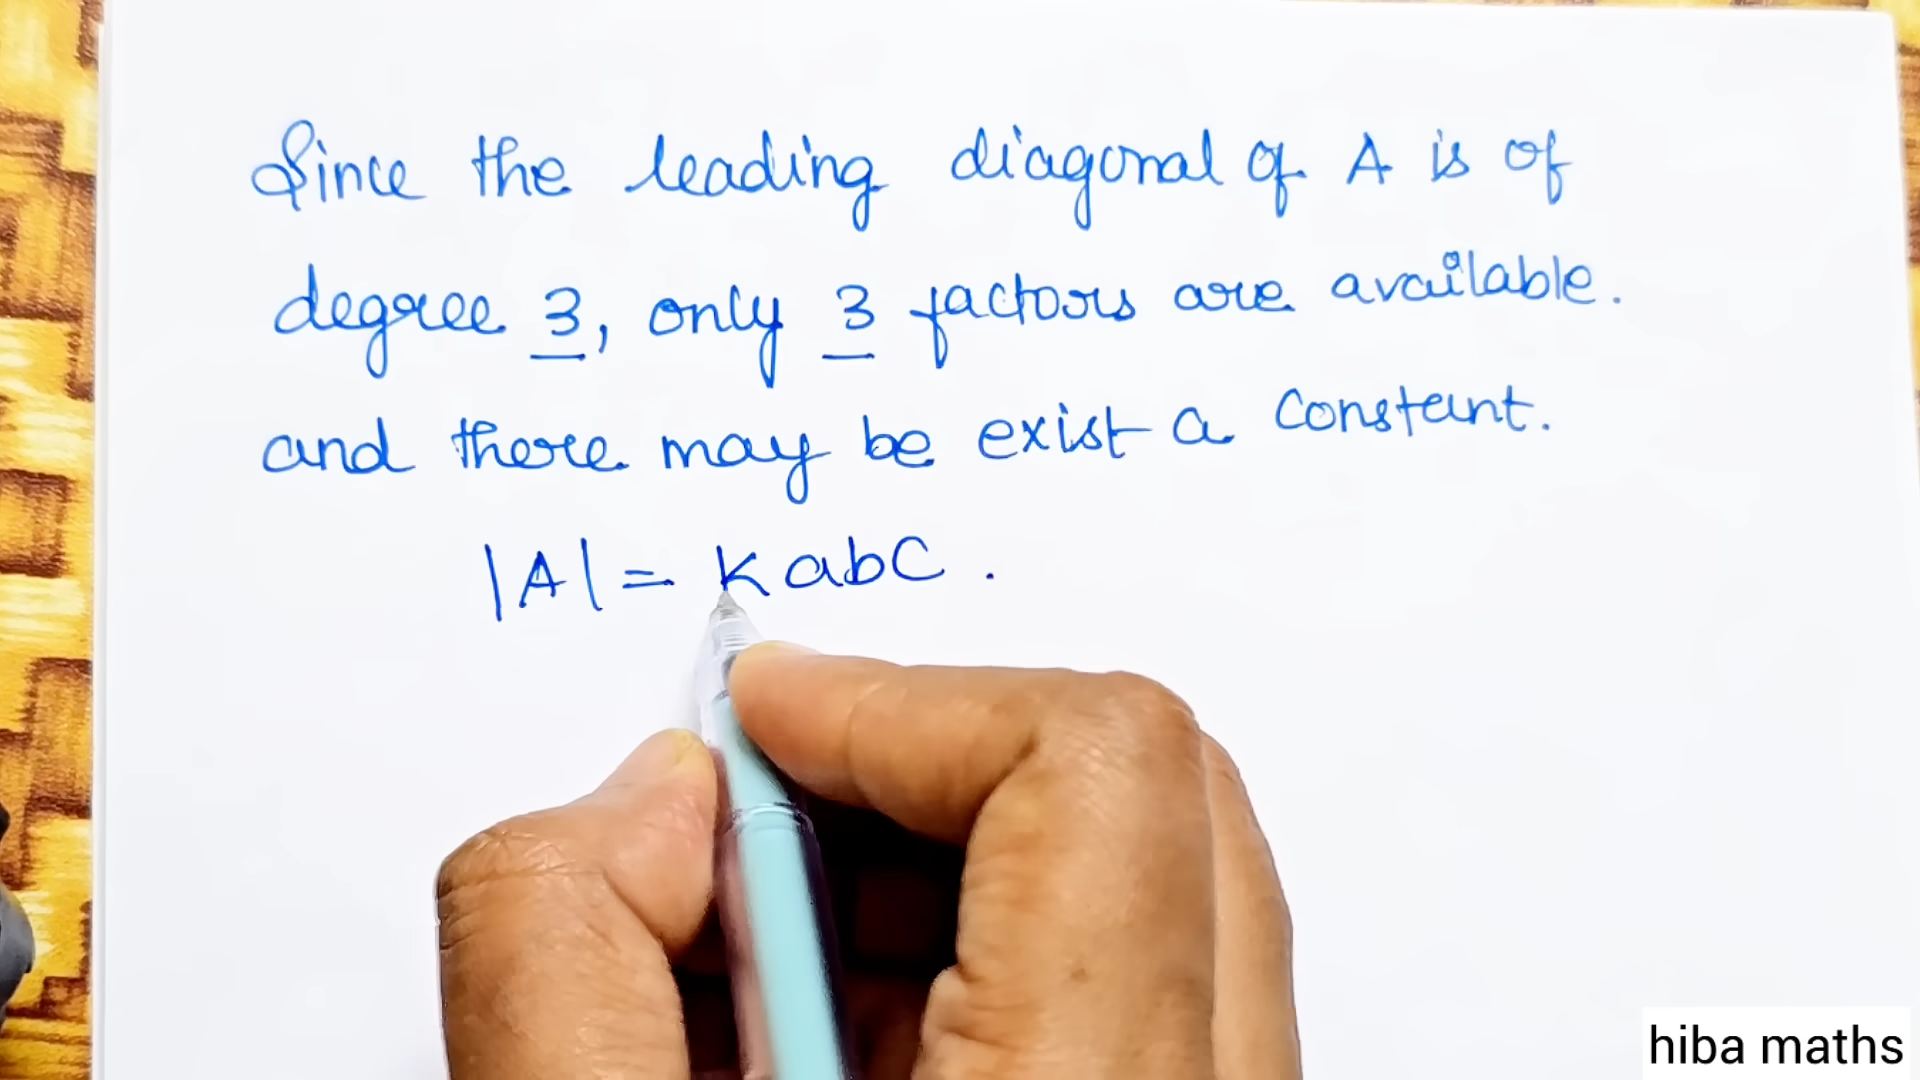 Since the leading diagonal of A is of
degree 3, only 3 factors are available.
and there may be exist a constant.
|A| = K abC .
hiba maths